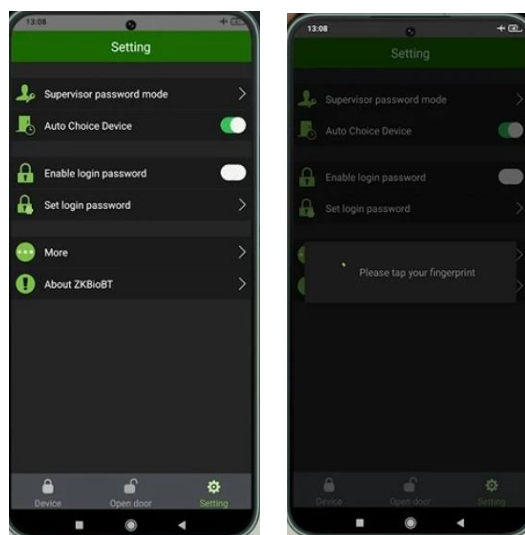 13:08
Setting
Supervisor password mode
Auto Choice Device
Enable login password
Set login password
More
About ZKBioBT
Device
Open door
Setting
13:08
Setting
Supervisor password mode
Auto Choice Device
Enable login password
Set login password
Please tap your fingerprint
Device
Open door
Setting